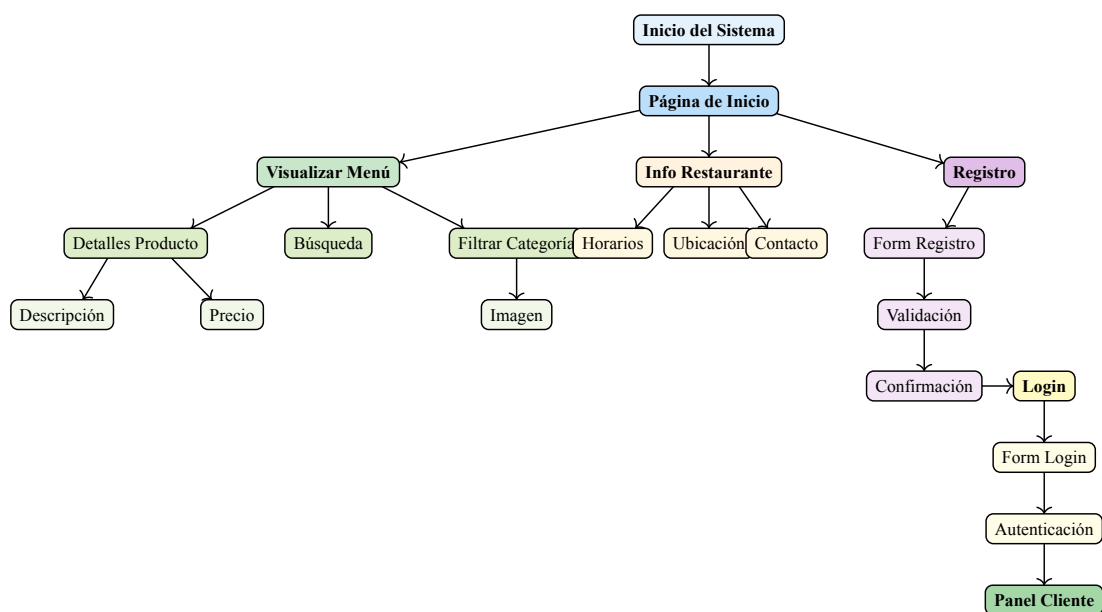 Inicio del Sistema
Página de Inicio
Visualizar Menú
Info Restaurante
Registro
Detalles Producto
Búsqueda
Filtrar Categoría
Horarios
Ubicación
Contacto
Form Registro
Descripción
Precio
Imagen
Validación
Confirmación
Login
Form Login
Autenticación
Panel Cliente